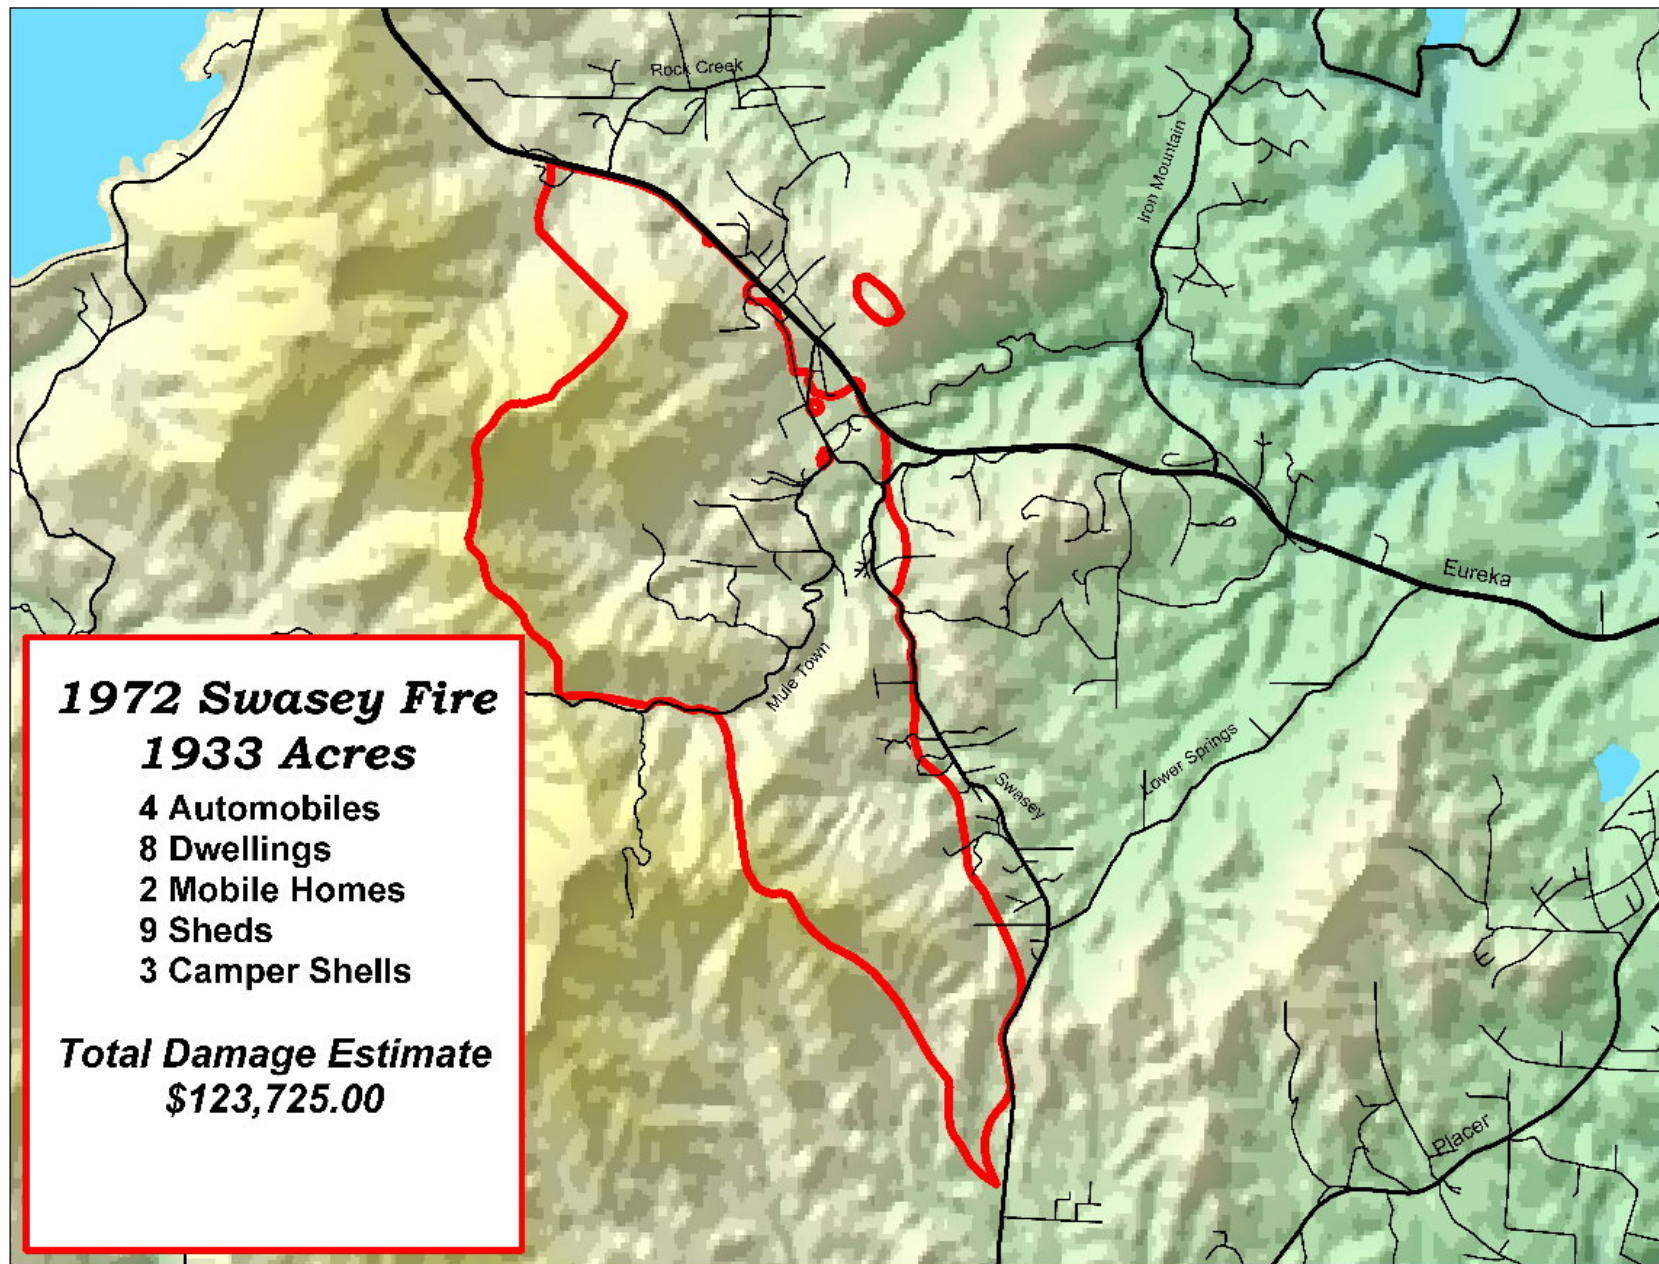 Rock Creek
Iron Mountain
Eureka
Mule Town
Lower Springs
Swasey
Placer
1972 Swasey Fire
1933 Acres
4 Automobiles
8 Dwellings
2 Mobile Homes
9 Sheds
3 Camper Shells
Total Damage Estimate
$123,725.00